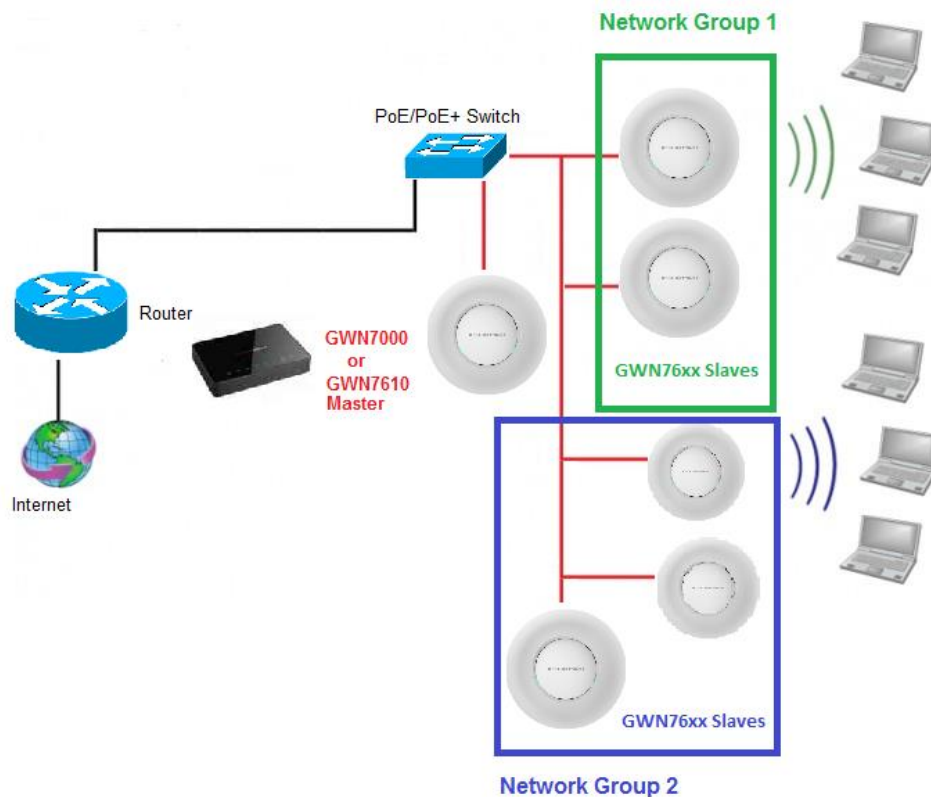 Network Group 1
PoE/PoE+ Switch
Router
GWN7000
or
GWN7610
Master
GWN76xx Slaves
Internet
GWN76xx Slaves
Network Group 2